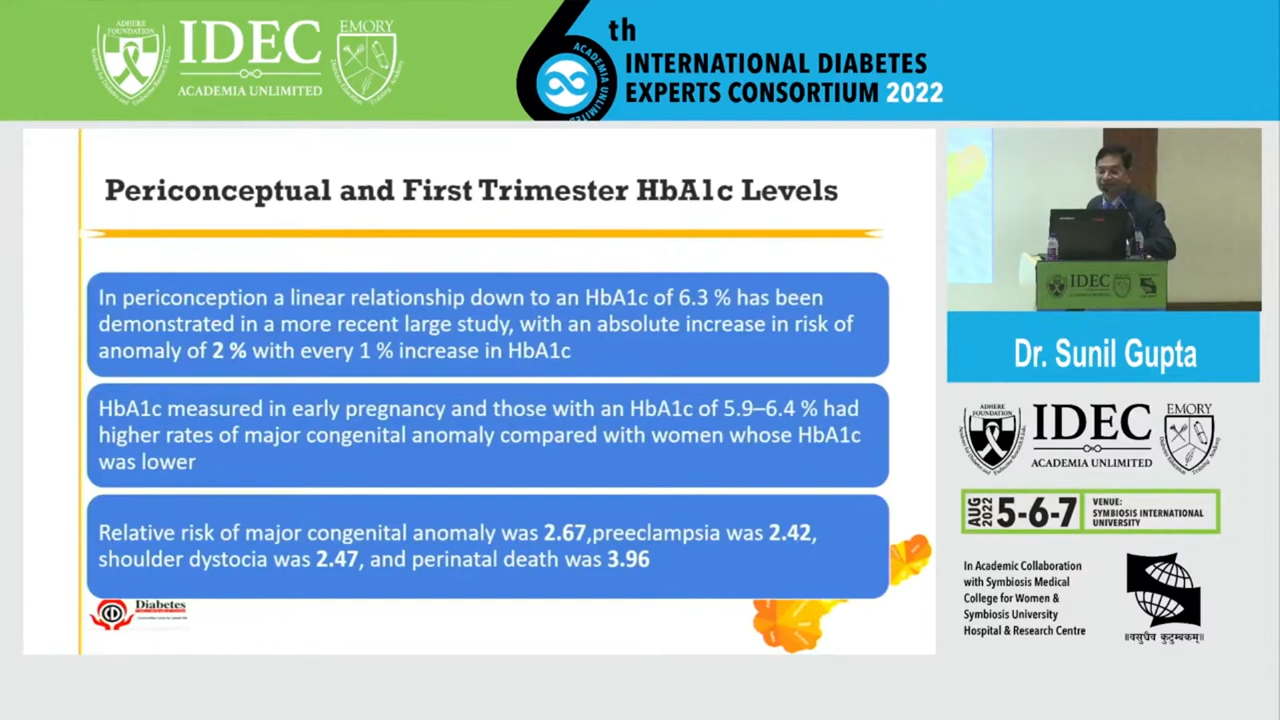 ADHERE
FOUNDATION
IDEC
ACADEMIA UNLIMITED
EMORY
6th
ACADEMIA UNLIMITED
INTERNATIONAL DIABETES
EXPERTS CONSORTIUM 2022
Periconceptual and First Trimester HbA1c Levels
In periconception a linear relationship down to an HbA1c of 6.3 % has been
demonstrated in a more recent large study, with an absolute increase in risk of
anomaly of 2 % with every 1 % increase in HbA1c
HbA1c measured in early pregnancy and those with an HbA1c of 5.9–6.4 % had
higher rates of major congenital anomaly compared with women whose HbA1c
was lower
Relative risk of major congenital anomaly was 2.67,preeclampsia was 2.42,
shoulder dystocia was 2.47, and perinatal death was 3.96
Diabetes
IDEC
Dr. Sunil Gupta
ADHERE
FOUNDATION
IDEC
ACADEMIA UNLIMITED
EMORY
AUG
2022
5-6-7
VENUE:
SYMBIOSIS INTERNATIONAL
UNIVERSITY
In Academic Collaboration
with Symbiosis Medical
College for Women &
Symbiosis University
Hospital & Research Centre
॥वसुधैव कुटुम्बकम्॥